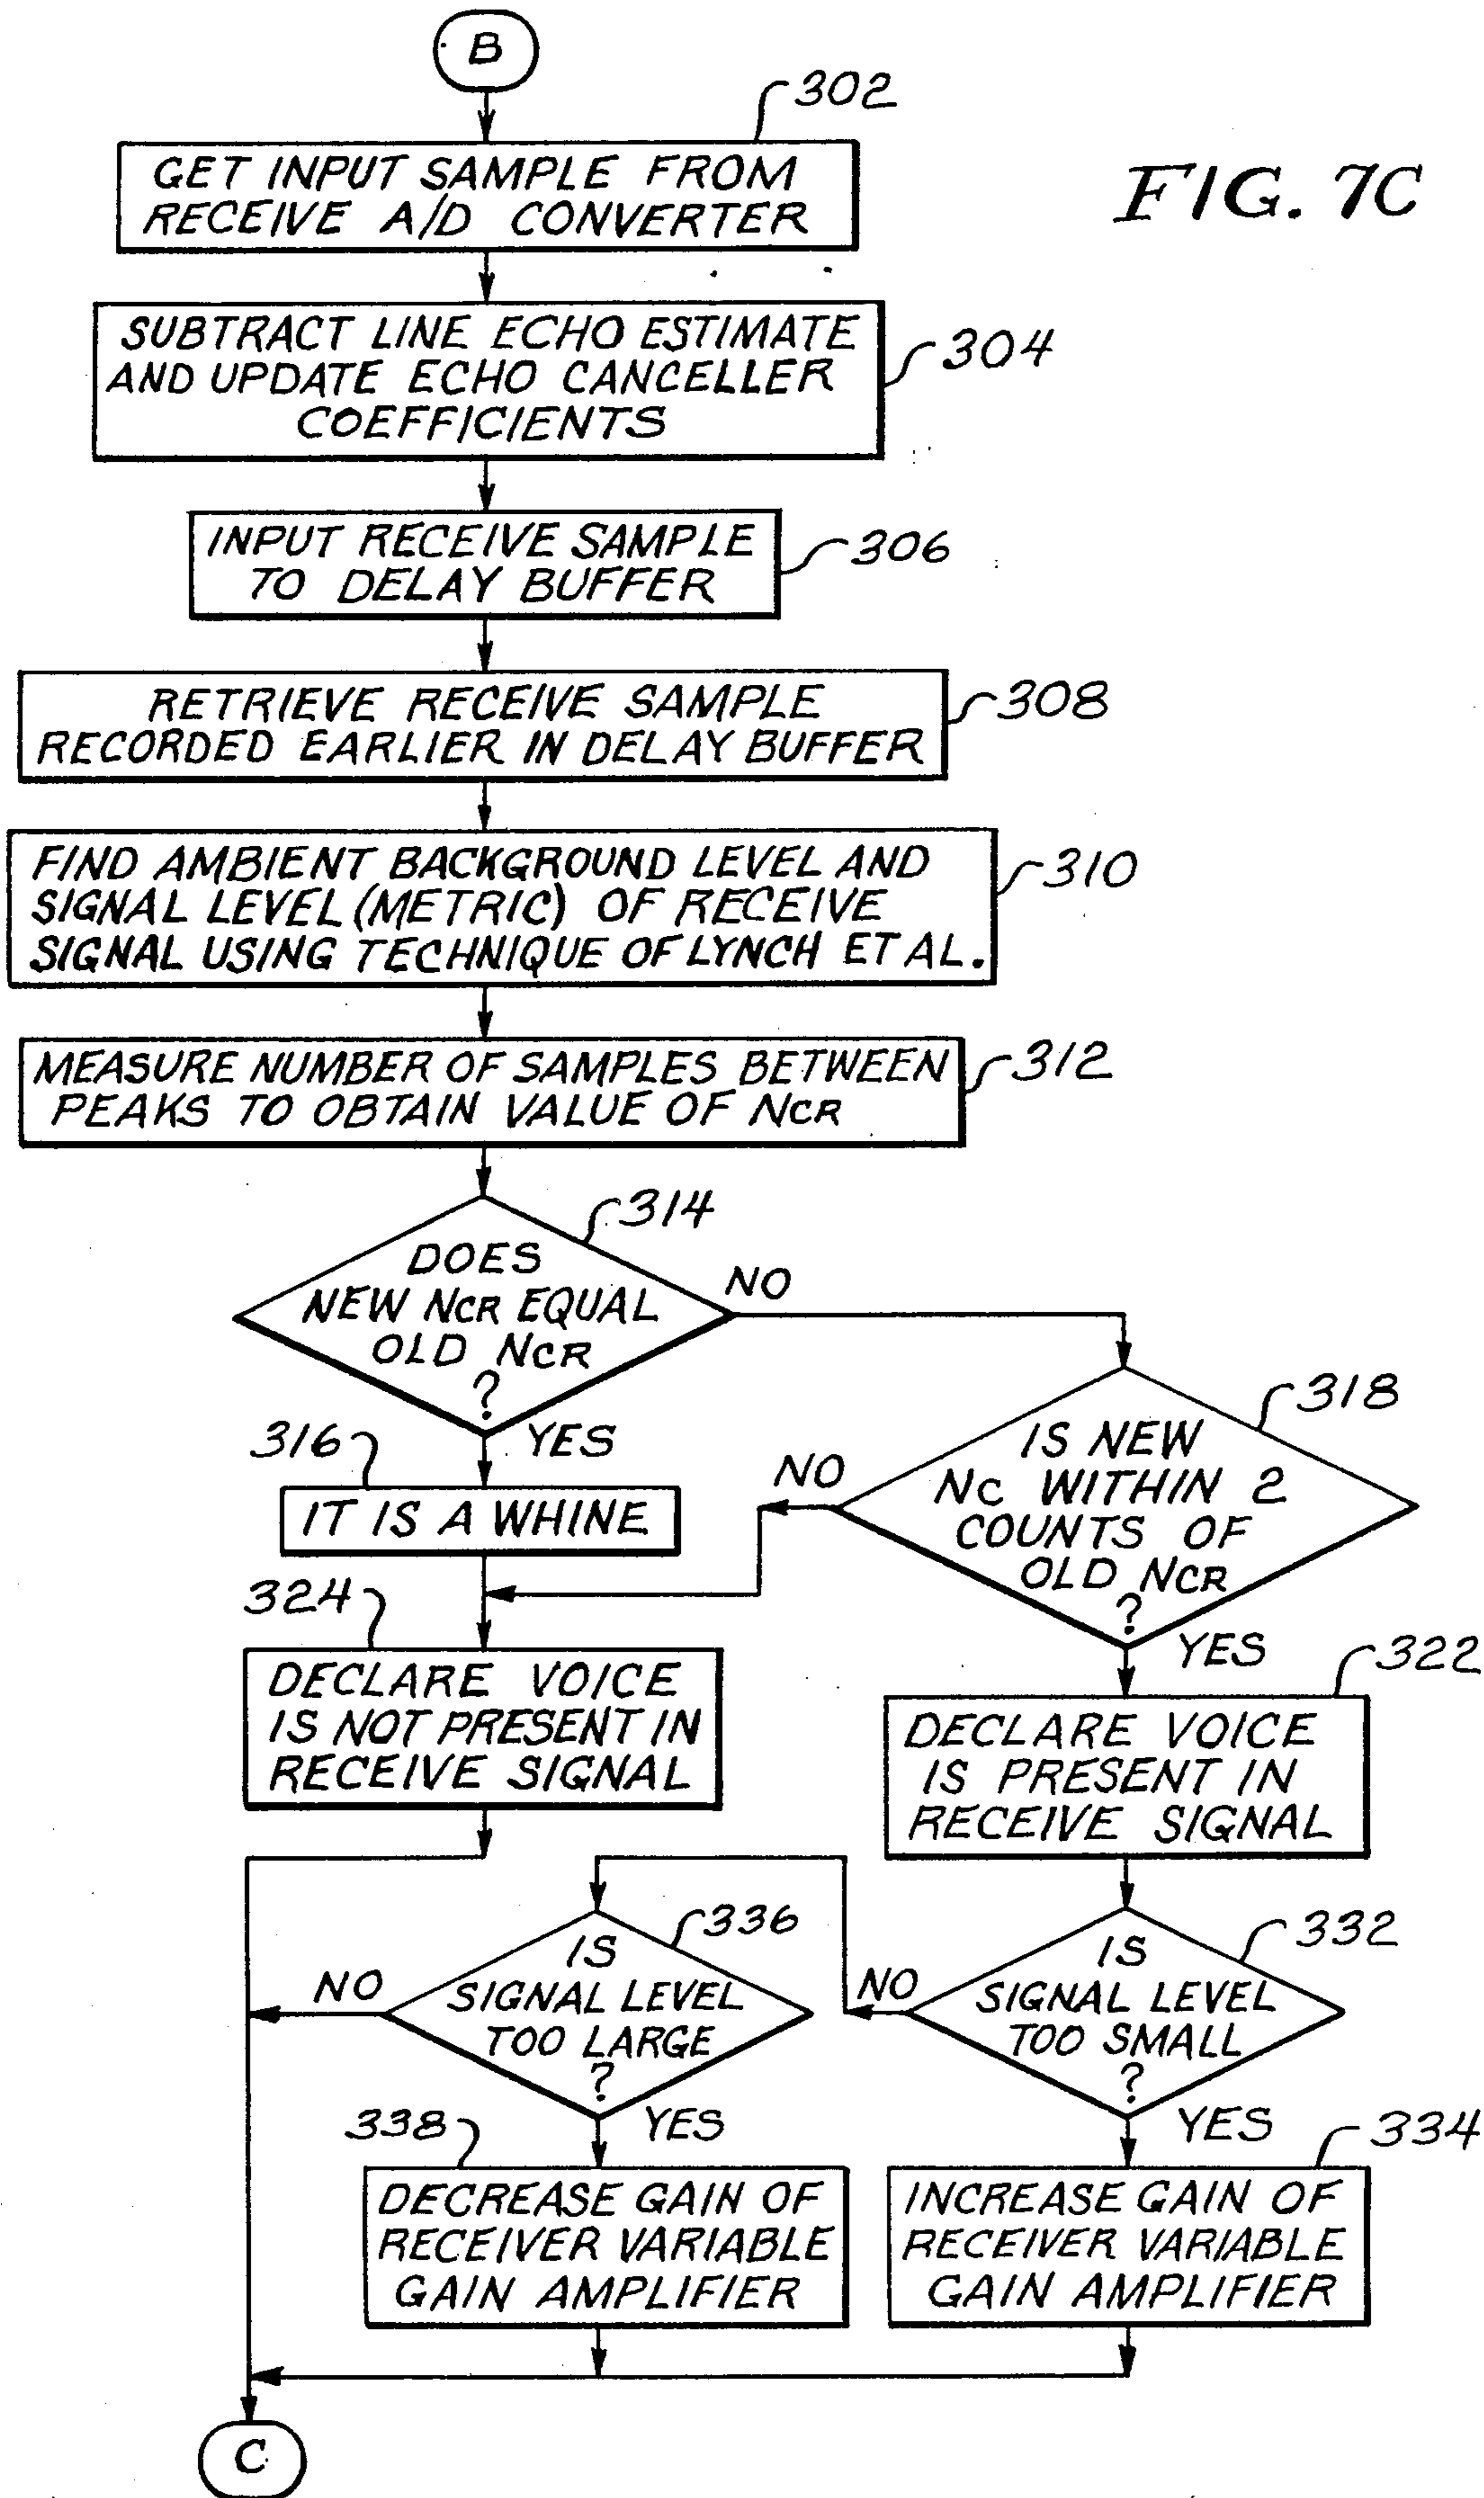 B
302
GET INPUT SAMPLE FROM
RECEIVE A/D CONVERTER
FIG. 7C
SUBTRACT LINE ECHO ESTIMATE
AND UPDATE ECHO CANCELLER
COEFFICIENTS
304
INPUT RECEIVE SAMPLE
TO DELAY BUFFER
306
RETRIEVE RECEIVE SAMPLE
RECORDED EARLIER IN DELAY BUFFER
308
FIND AMBIENT BACKGROUND LEVEL AND
SIGNAL LEVEL (METRIC) OF RECEIVE
SIGNAL USING TECHNIQUE OF LYNCH ET AL.
310
MEASURE NUMBER OF SAMPLES BETWEEN
PEAKS TO OBTAIN VALUE OF NCR
312
314
DOES
NEW NCR EQUAL
OLD NCR
?
NO
YES
316
IT IS A WHINE
318
IS NEW
NC WITHIN 2
COUNTS OF
OLD NCR
?
NO
YES
324
DECLARE VOICE
IS NOT PRESENT IN
RECEIVE SIGNAL
322
DECLARE VOICE
IS PRESENT IN
RECEIVE SIGNAL
336
IS
SIGNAL LEVEL
TOO LARGE
?
NO
YES
332
IS
SIGNAL LEVEL
TOO SMALL
?
NO
YES
338
DECREASE GAIN OF
RECEIVER VARIABLE
GAIN AMPLIFIER
334
INCREASE GAIN OF
RECEIVER VARIABLE
GAIN AMPLIFIER
C